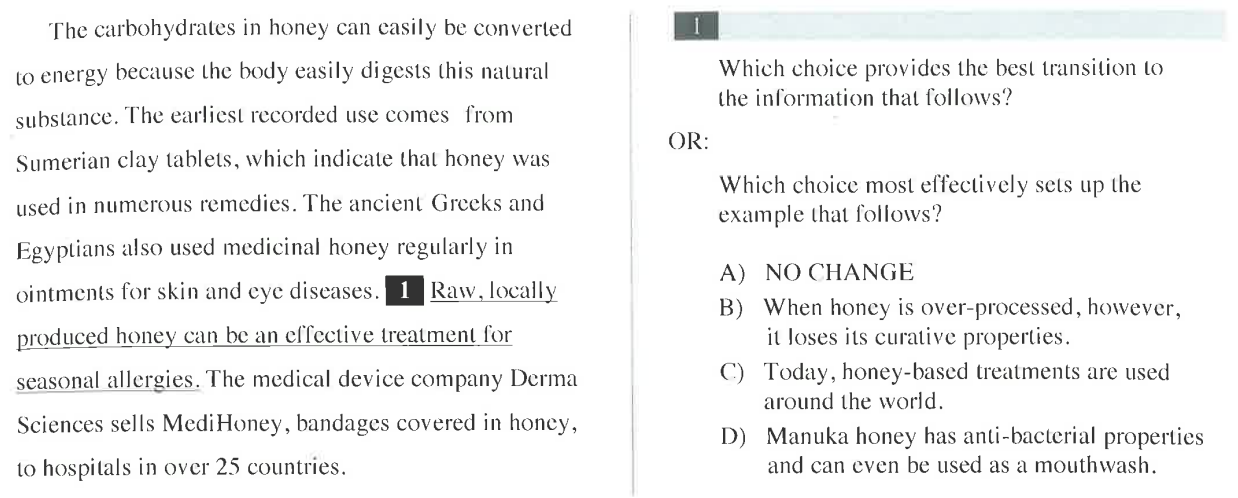 The carbohydrates in honey can easily be converted
to energy because the body easily digests this natural
substance. The earliest recorded use comes from
Sumerian clay tablets, which indicate that honey was
used in numerous remedies. The ancient Greeks and
Egyptians also used medicinal honey regularly in
ointments for skin and eye diseases. 1 Raw, locally
produced honey can be an effective treatment for
seasonal allergies. The medical device company Derma
Sciences sells MediHoney, bandages covered in honey,
to hospitals in over 25 countries.
1
Which choice provides the best transition to
the information that follows?
OR:
Which choice most effectively sets up the
example that follows?
A) NO CHANGE
B) When honey is over-processed, however,
it loses its curative properties.
C) Today, honey-based treatments are used
around the world.
D) Manuka honey has anti-bacterial properties
and can even be used as a mouthwash.